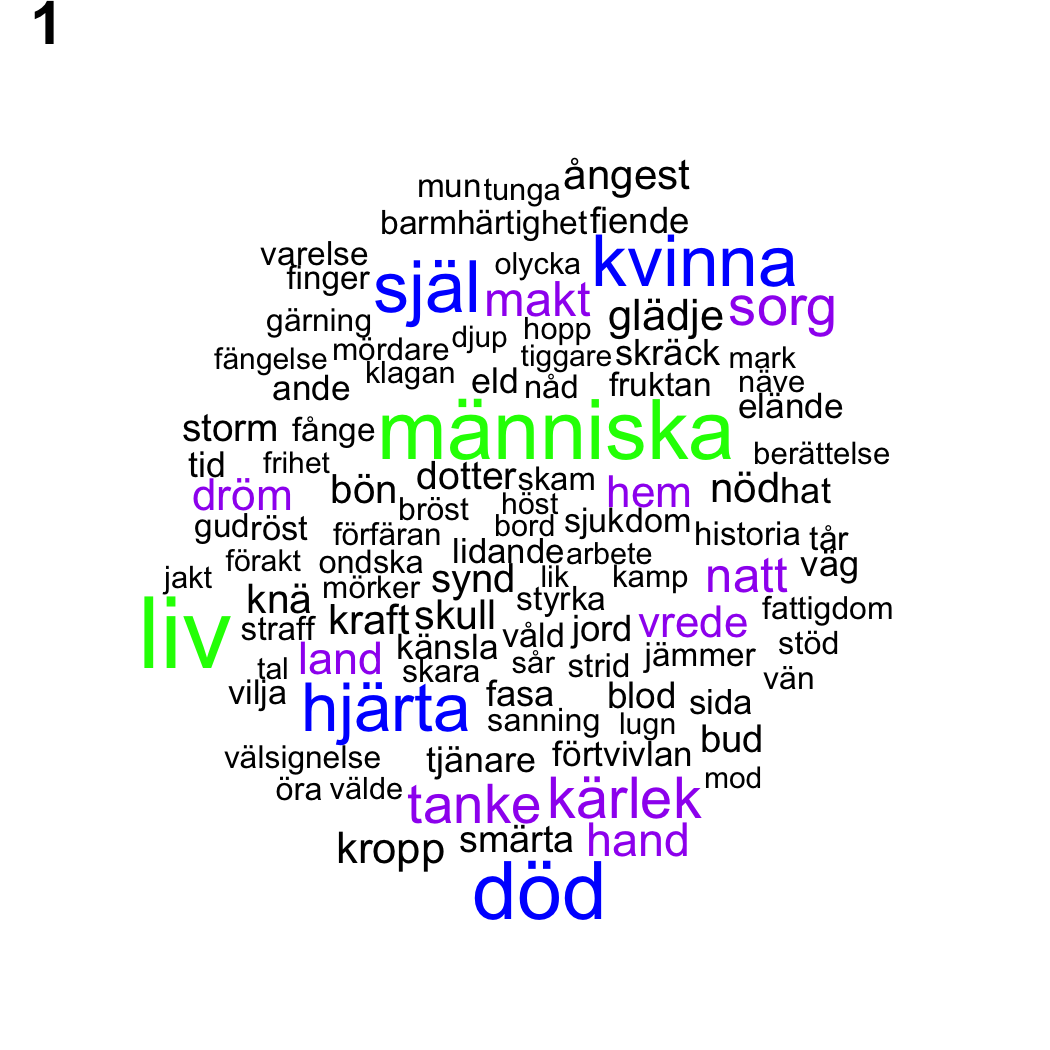 1
mun tunga ångest
barmhärtighet fiende
varelse olycka kvinna
finger själ makt sorg
gärning djup hopp glädje
fängelse mördare tiggare skräck mark
ande klagan eld nåd fruktan näve
storm fånge människa elände
tid frihet berättelse
dröm bön dotter skam hem nöd hat
gud röst bröst höst
förfäran bord sjukdom historia tår
förakt ondska lidande arbete väg
jakt mörker synd lik kamp natt
liv knä kraft skull styrka fattigdom
straff känsla våld jord vrede stöd
tal land skara sår strid jämmer vän
vilja hjärta fasa blod sida
sanning lugn bud
välsignelse tjänare förtvivlan
öra välde tanke kärlek mod
kropp smärta hand
död